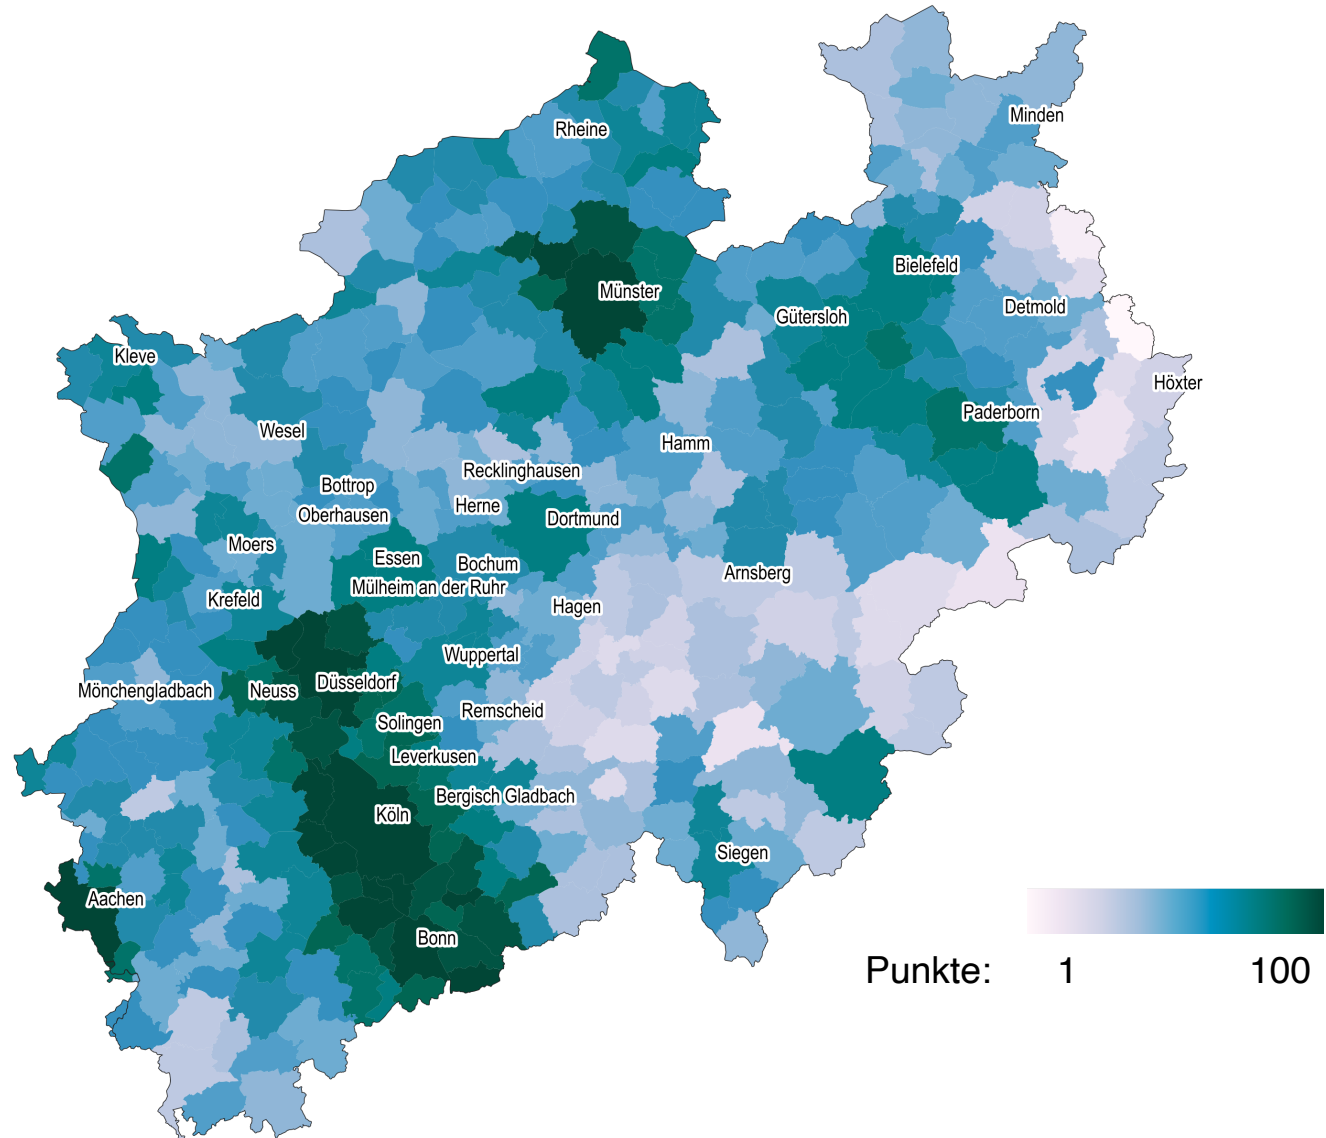 Minden
Rheine
Bielefeld
Münster
Detmold
Gütersloh
Kleve
Höxter
Paderborn
Wesel
Hamm
Recklinghausen
Bottrop
Herne
Oberhausen
Dortmund
Moers
Essen
Bochum
Arnsberg
Mülheim an der Ruhr
Krefeld
Hagen
Wuppertal
Mönchengladbach
Neuss
Düsseldorf
Remscheid
Solingen
Leverkusen
Bergisch Gladbach
Köln
Siegen
Aachen
Bonn
Punkte: 1 100